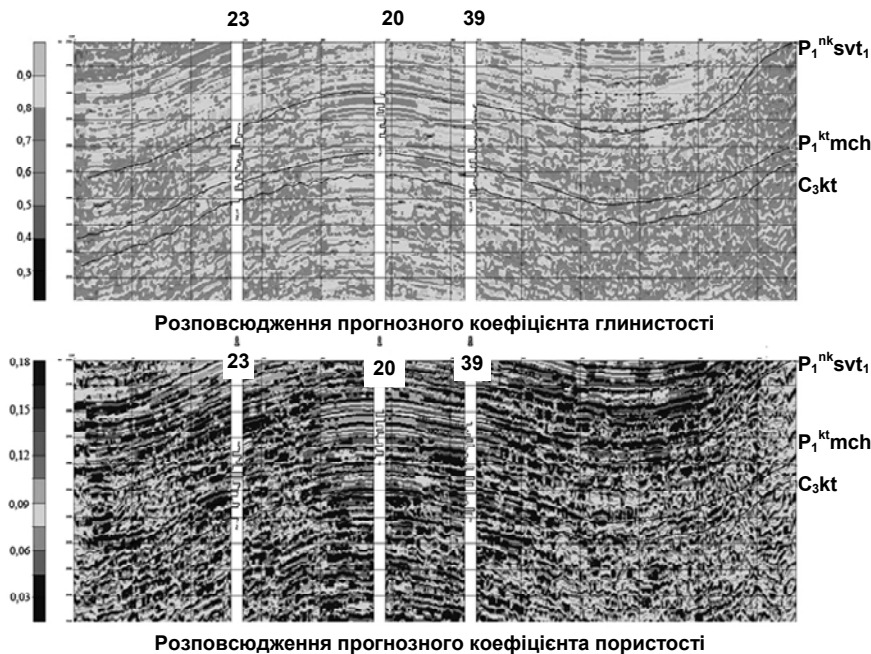 23 20 39
P₁ⁿᵏsvt₁
P₁ᵏᵗmch
C₃kt
0,9
0,8
0,7
0,6
0,5
0,4
0,3
Розповсюдження прогнозного коефіцієнта глинистості
23 20 39
P₁ⁿᵏsvt₁
P₁ᵏᵗmch
C₃kt
0,18
0,15
0,12
0,09
0,06
0,03
Розповсюдження прогнозного коефіцієнта пористості